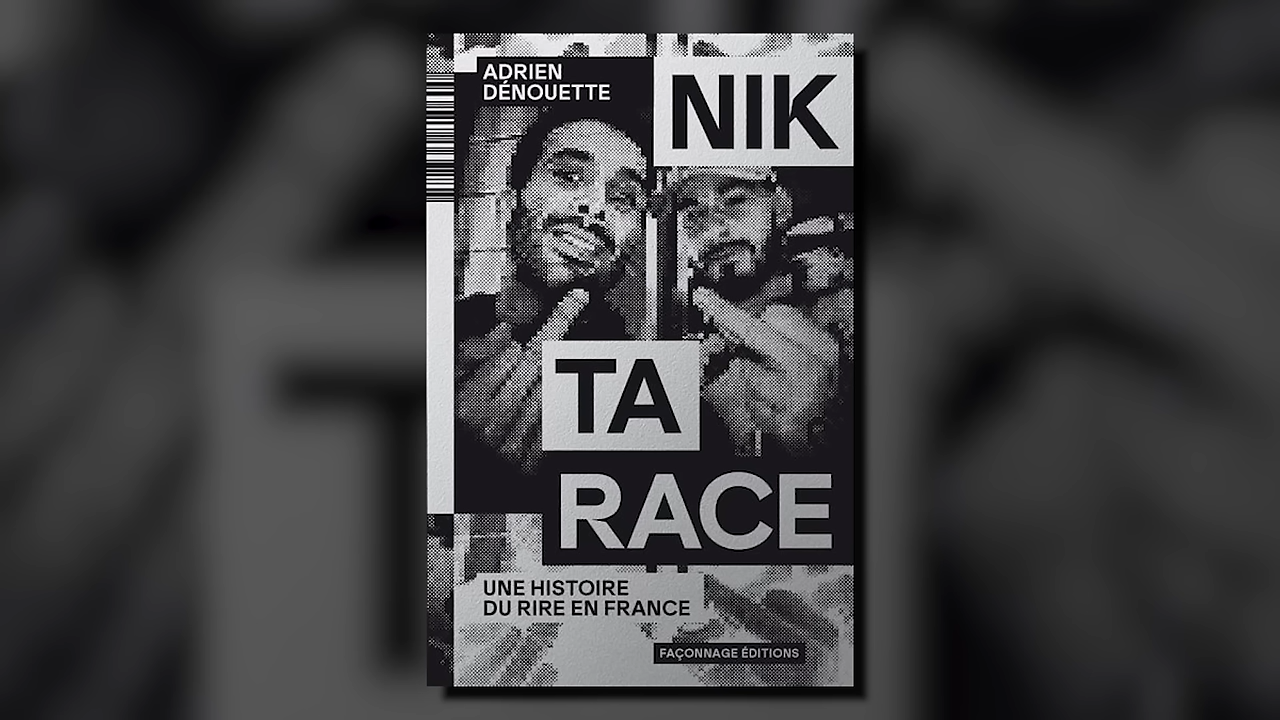 ADRIEN
DÉNOUETTE
NIK
TA
RACE
UNE HISTOIRE
DU RIRE EN FRANCE
FAÇONNAGE ÉDITIONS